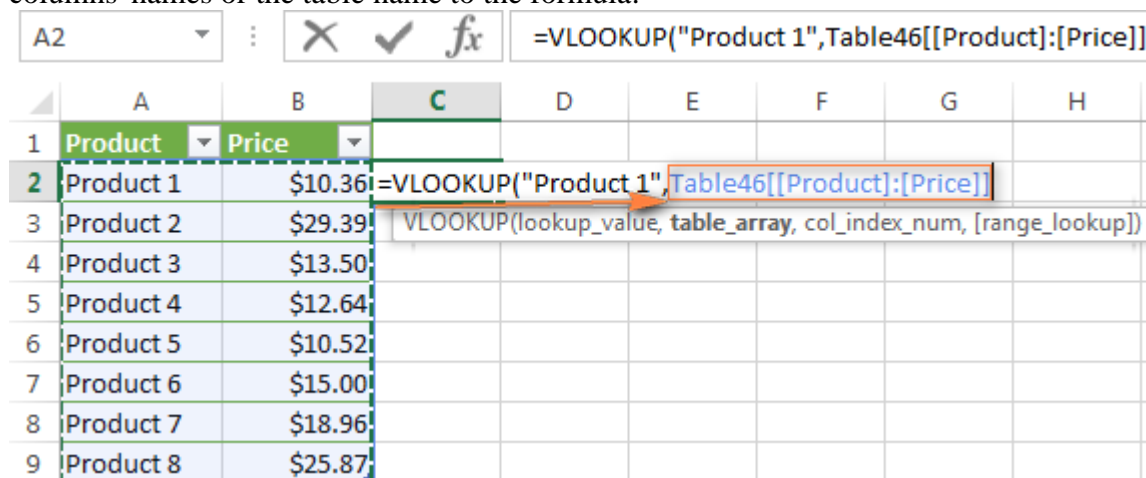 columns' names or the table name to the formula.
A2 fx =VLOOKUP("Product 1",Table46[[Product]:[Price]]
A B C D E F G H
1 Product Price
2 Product 1 $10.36 =VLOOKUP("Product 1",Table46[[Product]:[Price]]
3 Product 2 $29.39 VLOOKUP(lookup_value, table_array, col_index_num, [range_lookup])
4 Product 3 $13.50
5 Product 4 $12.64
6 Product 5 $10.52
7 Product 6 $15.00
8 Product 7 $18.96
9 Product 8 $25.87